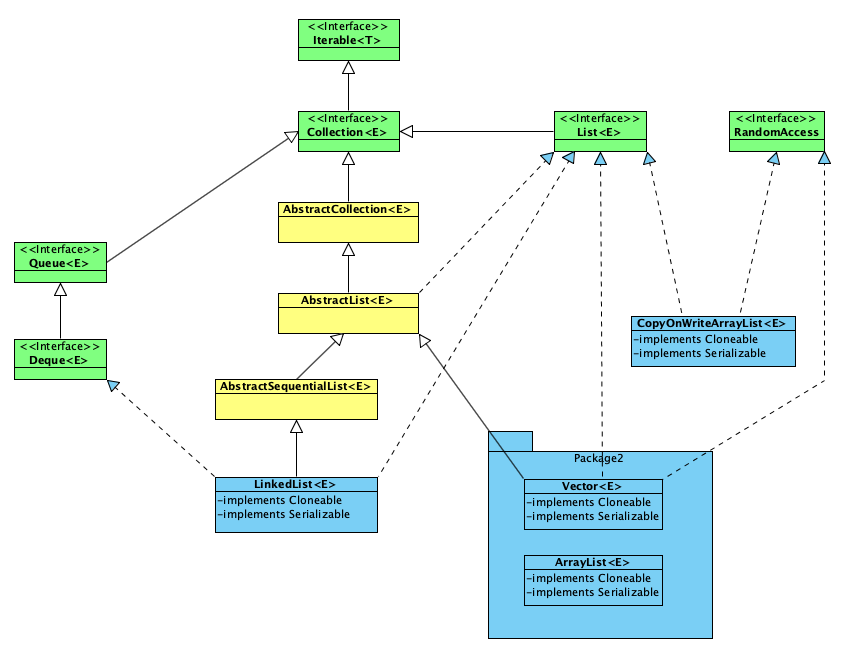 <<Interface>>
Iterable<T>
<<Interface>>
Collection<E>
<<Interface>>
List<E>
<<Interface>>
RandomAccess
AbstractCollection<E>
<<Interface>>
Queue<E>
AbstractList<E>
CopyOnWriteArrayList<E>
-implements Cloneable
-implements Serializable
<<Interface>>
Deque<E>
AbstractSequentialList<E>
Package2
LinkedList<E>
-implements Cloneable
-implements Serializable
Vector<E>
-implements Cloneable
-implements Serializable
ArrayList<E>
-implements Cloneable
-implements Serializable